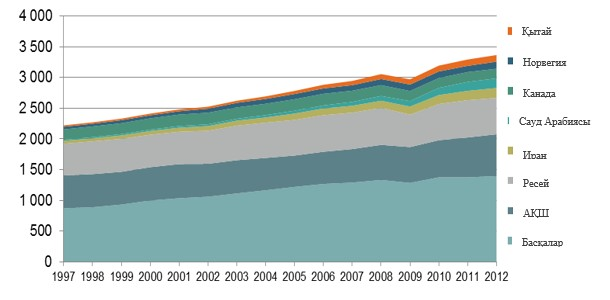 4 000
3 500
3 000
2 500
2 000
1 500
1 000
500
0
1997 1998 1999 2000 2001 2002 2003 2004 2005 2006 2007 2008 2009 2010 2011 2012
Қытай
Норвегия
Канада
Сауд Арабиясы
Иран
Ресей
АҚШ
Басқалар